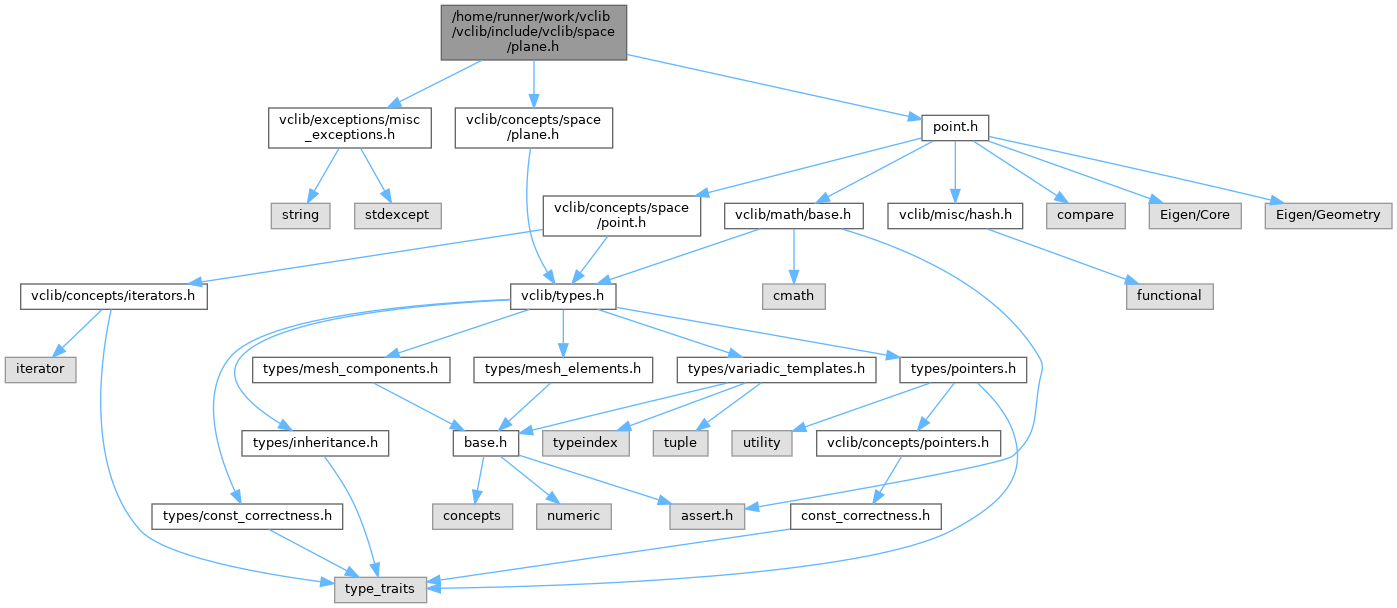 /home/runner/work/vclib
/vclib/include/vclib/space
/plane.h
vclib/exceptions/misc
_exceptions.h
vclib/concepts/space
/plane.h
point.h
string
stdexcept
vclib/concepts/space
/point.h
vclib/math/base.h
vclib/misc/hash.h
compare
Eigen/Core
Eigen/Geometry
vclib/concepts/iterators.h
vclib/types.h
cmath
functional
iterator
types/mesh_components.h
types/mesh_elements.h
types/variadic_templates.h
types/pointers.h
types/inheritance.h
base.h
typeindex
tuple
utility
vclib/concepts/pointers.h
types/const_correctness.h
concepts
numeric
assert.h
const_correctness.h
type_traits